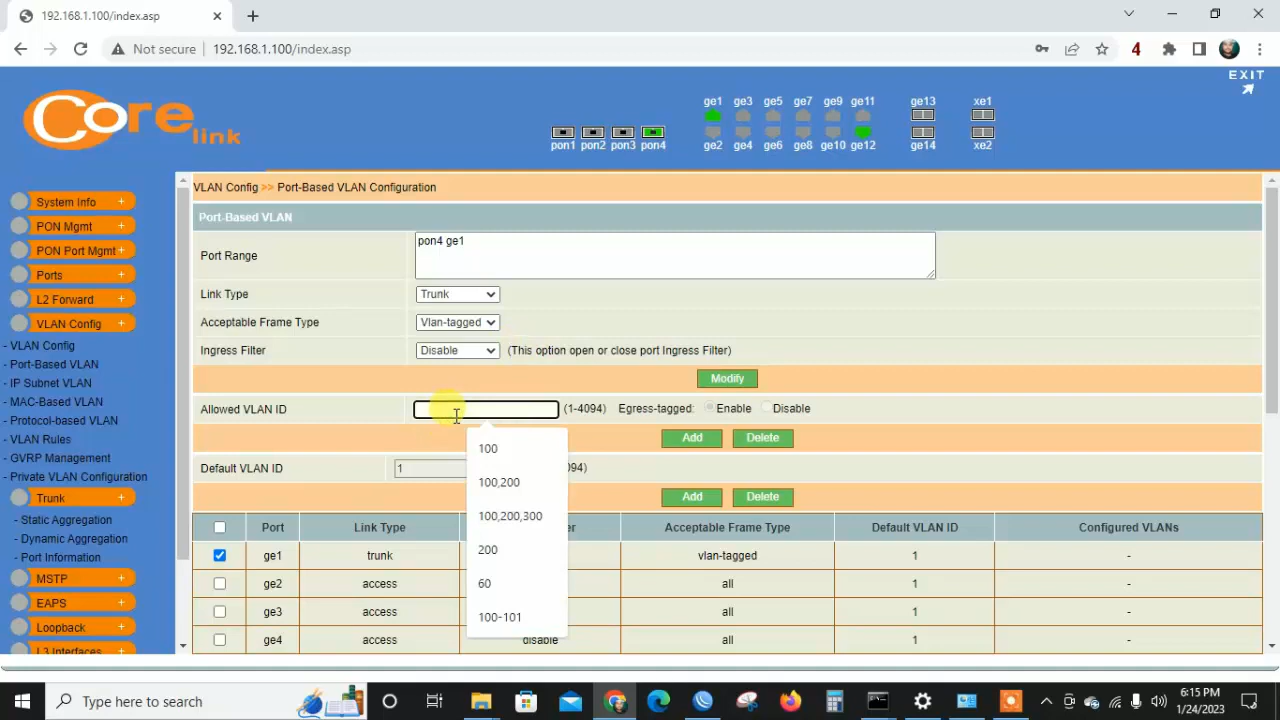 192.168.1.100/index.asp
Not secure
192.168.1.100/index.asp
4
EXIT
Core link
ge1 ge3 ge5 ge7 ge9 ge11 ge13 xe1
pon1 pon2 pon3 pon4 ge2 ge4 ge6 ge8 ge10 ge12 ge14 xe2
System Info +
PON Mgmt +
PON Port Mgmt +
Ports +
L2 Forward +
VLAN Config +
- VLAN Config
- Port-Based VLAN
- IP Subnet VLAN
- MAC-Based VLAN
- Protocol-based VLAN
- VLAN Rules
- GVRP Management
- Private VLAN Configuration
Trunk +
- Static Aggregation
- Dynamic Aggregation
- Port Information
MSTP +
EAPS +
Loopback +
L3 Interfaces +
VLAN Config >> Port-Based VLAN Configuration
Port-Based VLAN
Port Range
pon4 ge1
Link Type Trunk
Acceptable Frame Type Vlan-tagged
Ingress Filter Disable (This option open or close port Ingress Filter)
Modify
Allowed VLAN ID (1-4094) Egress-tagged: Enable Disable
Add Delete
Default VLAN ID 1 094)
Add Delete
100
100,200
100,200,300
200
60
100-101
Port Link Type er Acceptable Frame Type Default VLAN ID Configured VLANs
ge1 trunk vlan-tagged 1 -
ge2 access all 1 -
ge3 access all 1 -
ge4 access disable all 1 -
Type here to search
6:15 PM
1/24/2023